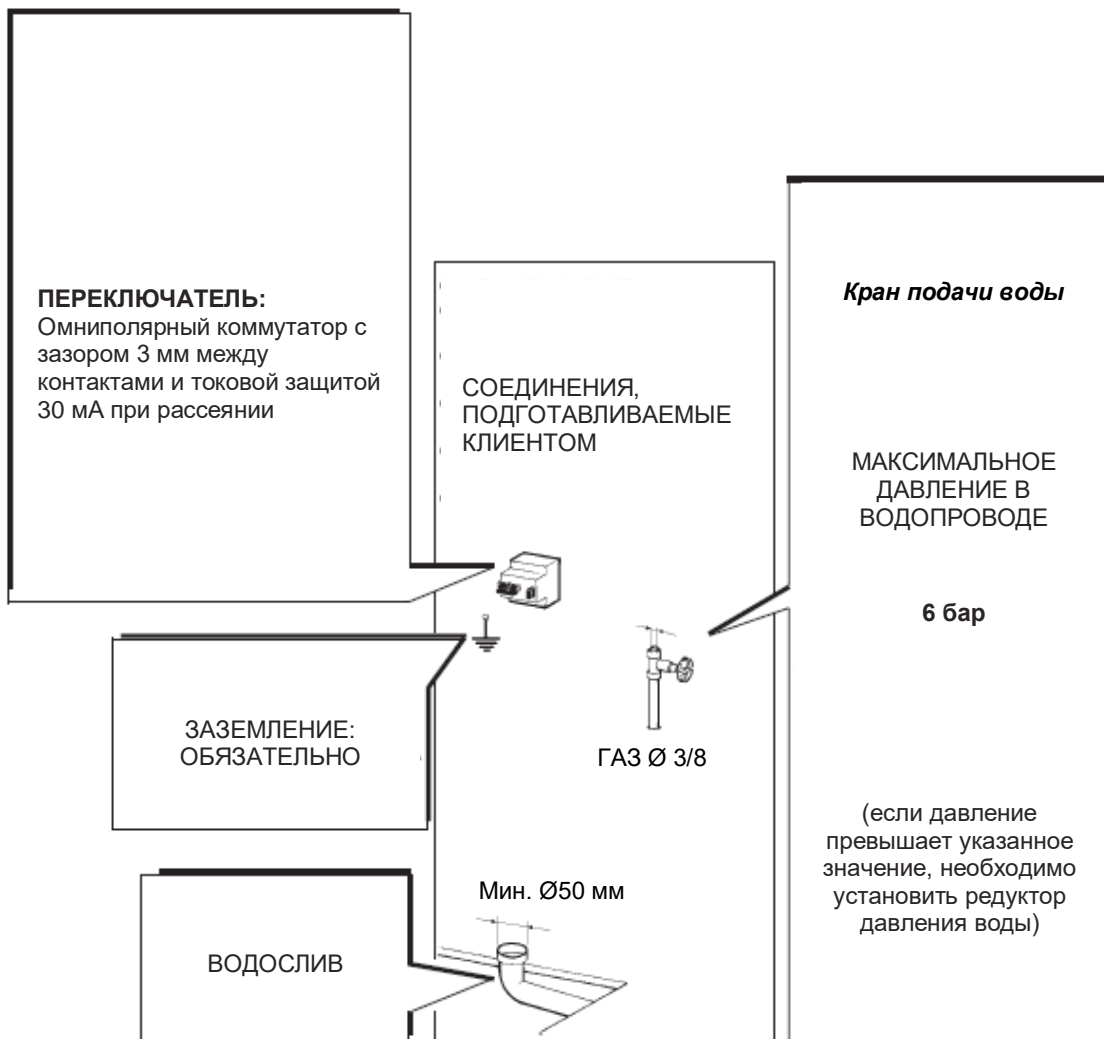 ПЕРЕКЛЮЧАТЕЛЬ:
Омниполярный коммутатор с
зазором 3 мм между
контактами и токовой защитой
30 мА при рассеянии
СОЕДИНЕНИЯ,
ПОДГОТАВЛИВАЕМЫЕ
КЛИЕНТОМ
Кран подачи воды
МАКСИМАЛЬНОЕ
ДАВЛЕНИЕ В
ВОДОПРОВОДЕ
6 бар
(если давление
превышает указанное
значение, необходимо
установить редуктор
давления воды)
ЗАЗЕМЛЕНИЕ:
ОБЯЗАТЕЛЬНО
ГАЗ Ø 3/8
Мин. Ø50 мм
ВОДОСЛИВ